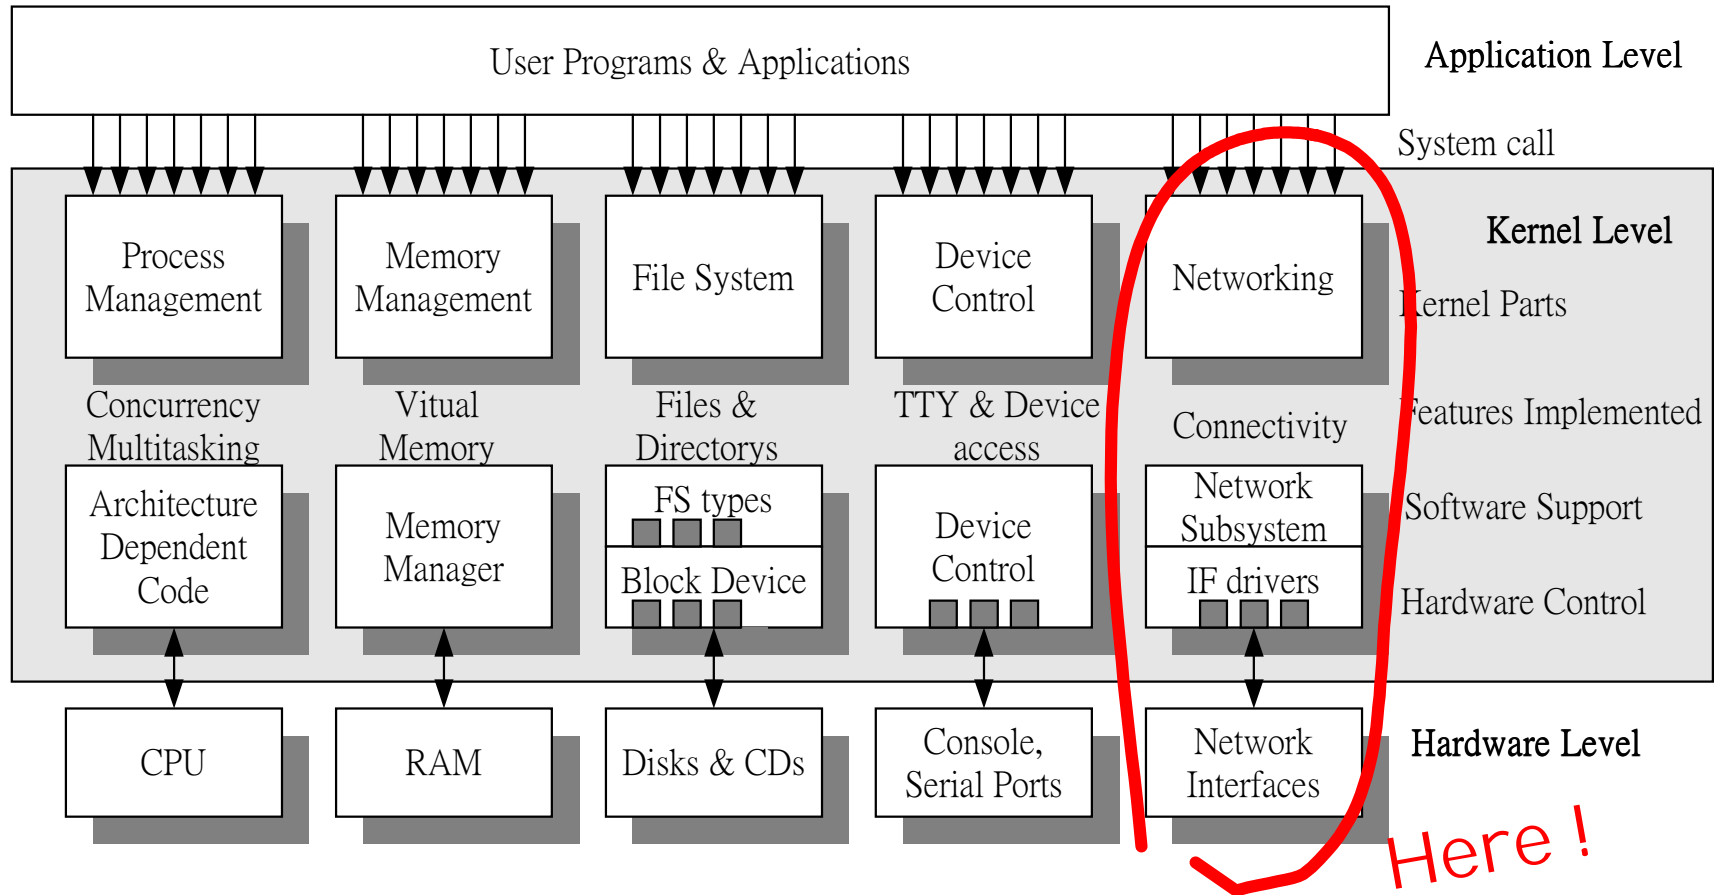 User Programs & Applications
Application Level
System call
Kernel Level
Process
Management
Memory
Management
File System
Device
Control
Networking
Kernel Parts
Concurrency
Multitasking
Vitual
Memory
Files &
Directorys
TTY & Device
access
Connectivity
Features Implemented
Architecture
Dependent
Code
Memory
Manager
FS types
Block Device
Device
Control
Network
Subsystem
IF drivers
Software Support
Hardware Control
CPU
RAM
Disks & CDs
Console,
Serial Ports
Network
Interfaces
Hardware Level
Here !